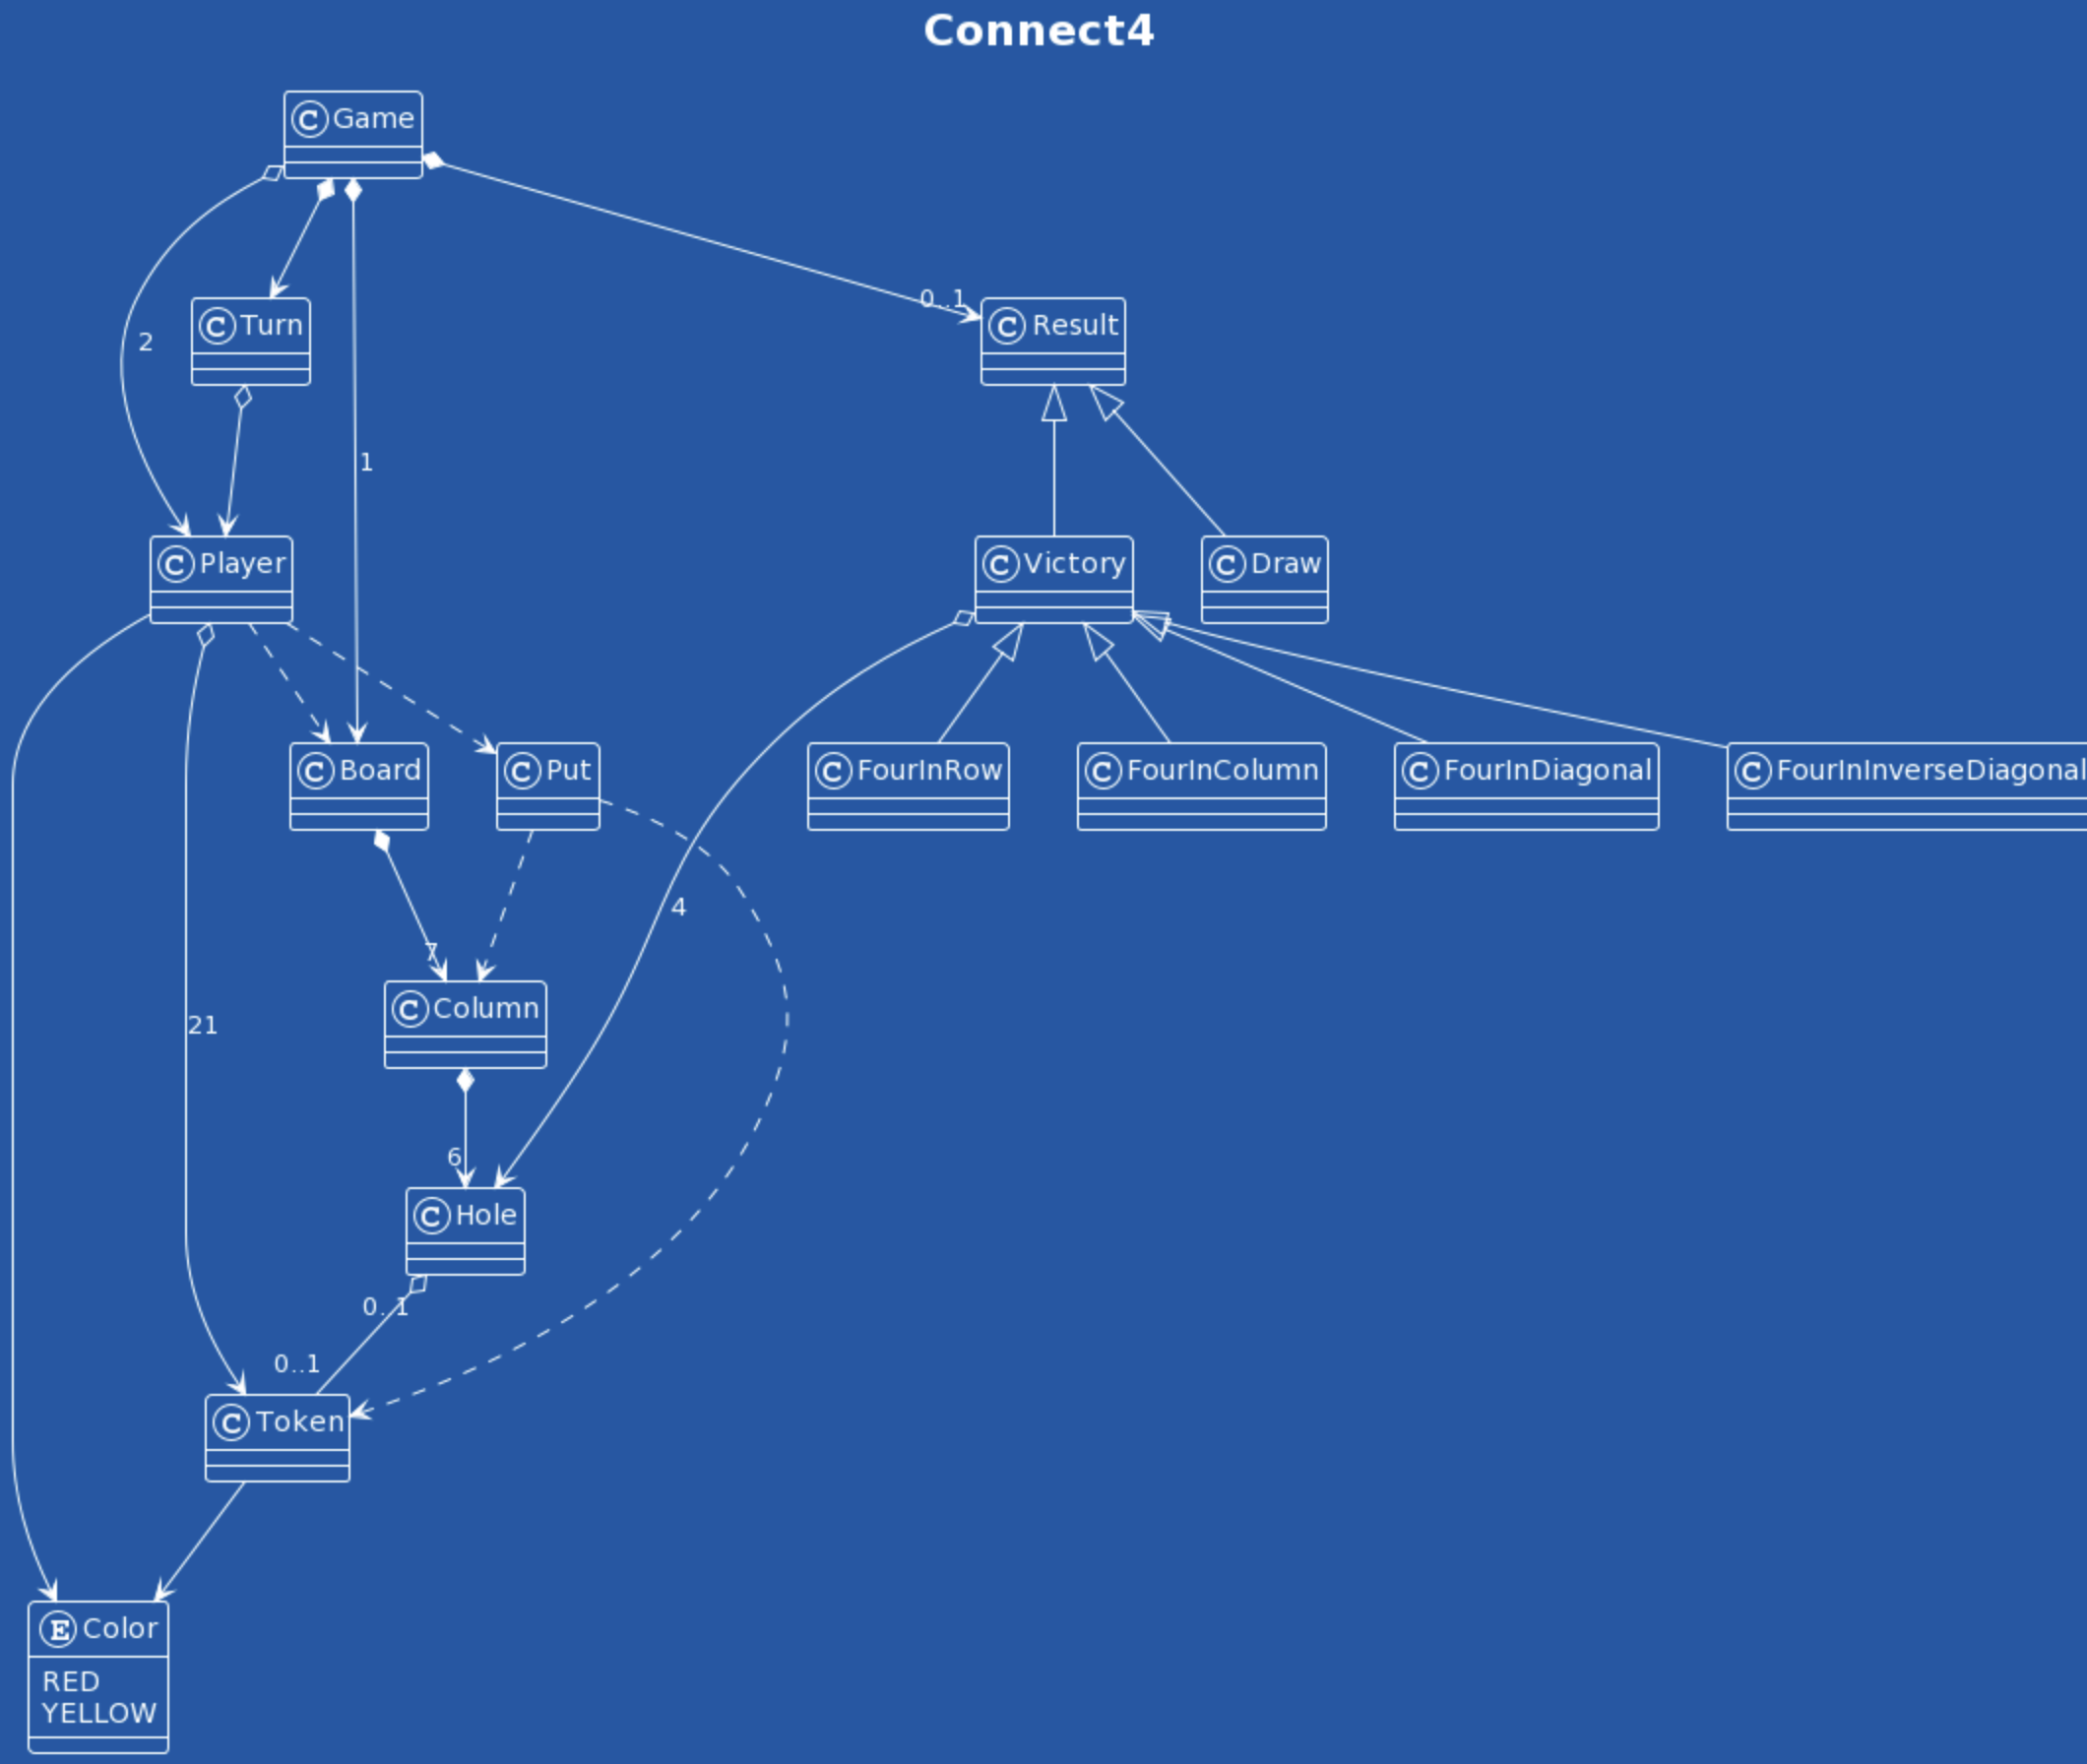 Connect4
C Game
2
C Turn
1
0..1
C Result
C Player
C Victory
C Draw
C Board
C Put
C FourInRow
C FourInColumn
C FourInDiagonal
C FourInInverseDiagonal
4
7
21
C Column
6
C Hole
0..1
0..1
C Token
E Color
RED
YELLOW